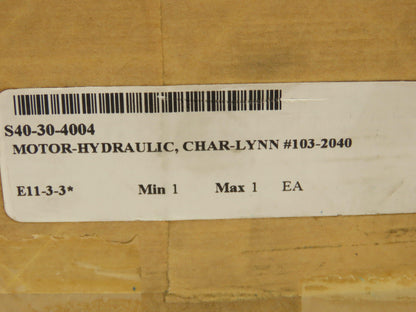 S40-30-4004
MOTOR-HYDRAULIC, CHAR-LYNN #103-2040
E11-3-3* Min 1 Max 1 EA